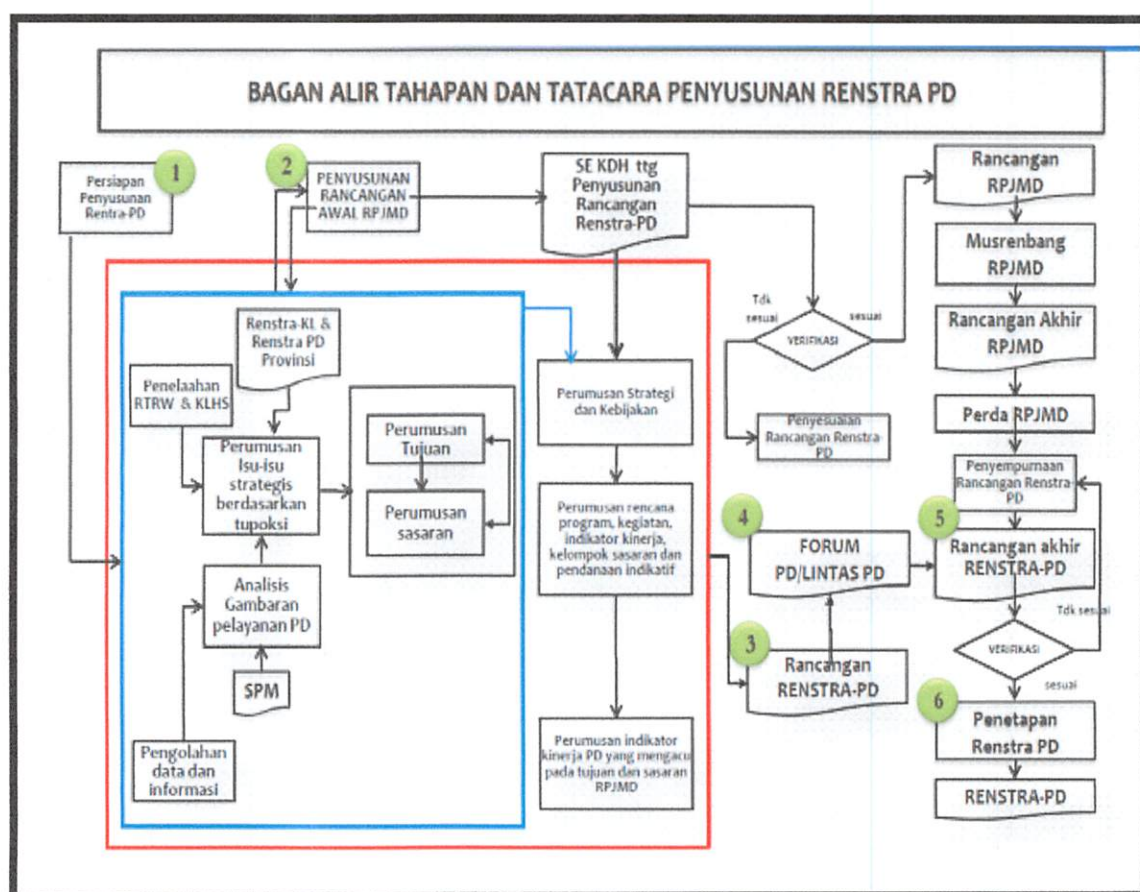 BAGAN ALIR TAHAPAN DAN TATACARA PENYUSUNAN RENSTRA PD
1
Persiapan
Penyusunan
Rentra-PD
2
PENYUSUNAN
RANCANGAN
AWAL RPJMD
SE KDH ttg
Penyusunan
Rancangan
Renstra-PD
Rancangan
RPJMD
Musrenbang
RPJMD
Rancangan Akhir
RPJMD
Perda RPJMD
Penyempurnaan
Rancangan Renstra-
PD
Tdk
sesuai
sesuai
VERIFIKASI
Penyesuaian
Rancangan Renstra-
PD
Renstra-KL &
Renstra PD
Provinsi
Penelaahan
RTRW & KLHS
Perumusan
Isu-isu
strategis
berdasarkan
tupoksi
Perumusan
Tujuan
Perumusan
sasaran
Analisis
Gambaran
pelayanan PD
SPM
Pengolahan
data dan
informasi
Perumusan Strategi
dan Kebijakan
Perumusan rencana
program, kegiatan,
indikator kinerja,
kelompok sasaran dan
pendanaan indikatif
Perumusan indikator
kinerja PD yang mengacu
pada tujuan dan sasaran
RPJMD
3
Rancangan
RENSTRA-PD
4
FORUM
PD/LINTAS PD
5
Rancangan akhir
RENSTRA-PD
Tdk sesuai
VERIFIKASI
sesuai
6
Penetapan
Renstra PD
RENSTRA-PD